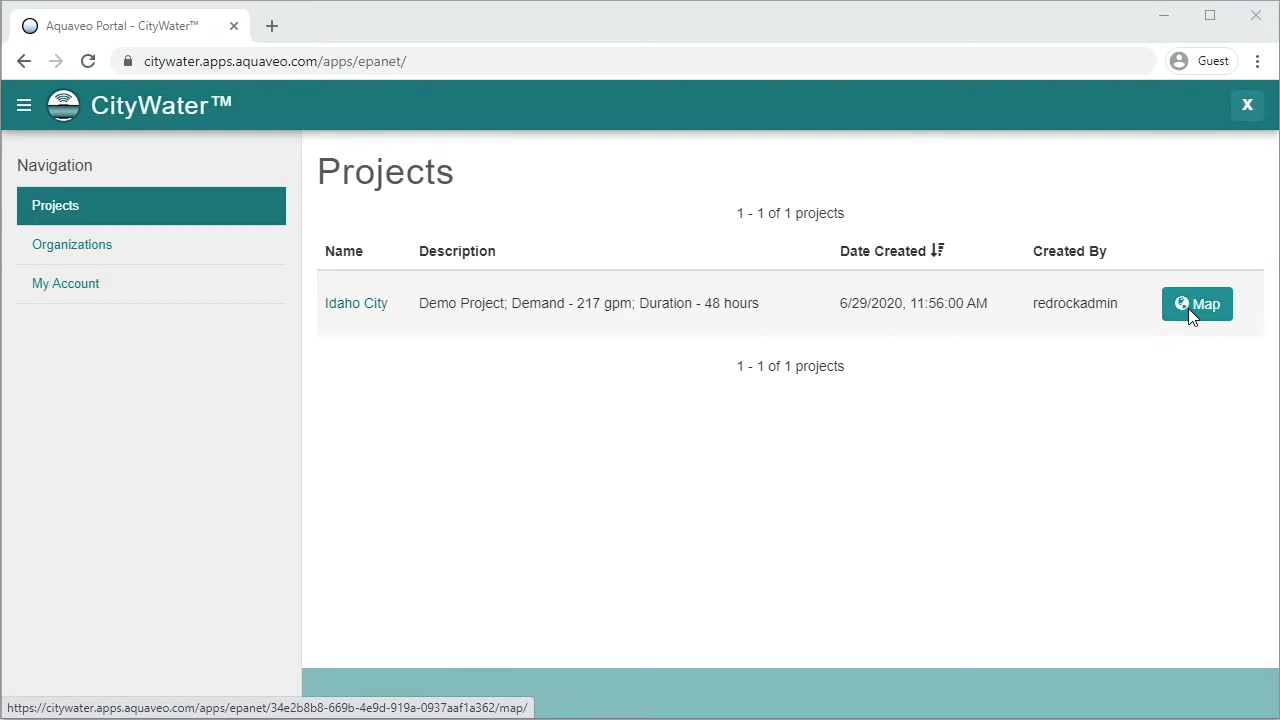 Aquaveo Portal - CityWater™
citywater.apps.aquaveo.com/apps/epanet/
Guest
CityWater™
X
Navigation
Projects
Organizations
My Account
Projects
1 - 1 of 1 projects
Name Description Date Created Created By
Idaho City Demo Project; Demand - 217 gpm; Duration - 48 hours 6/29/2020, 11:56:00 AM redrockadmin Map
1 - 1 of 1 projects
https://citywater.apps.aquaveo.com/apps/epanet/34e2b8b8-669b-4e9d-919a-0937aaf1a362/map/